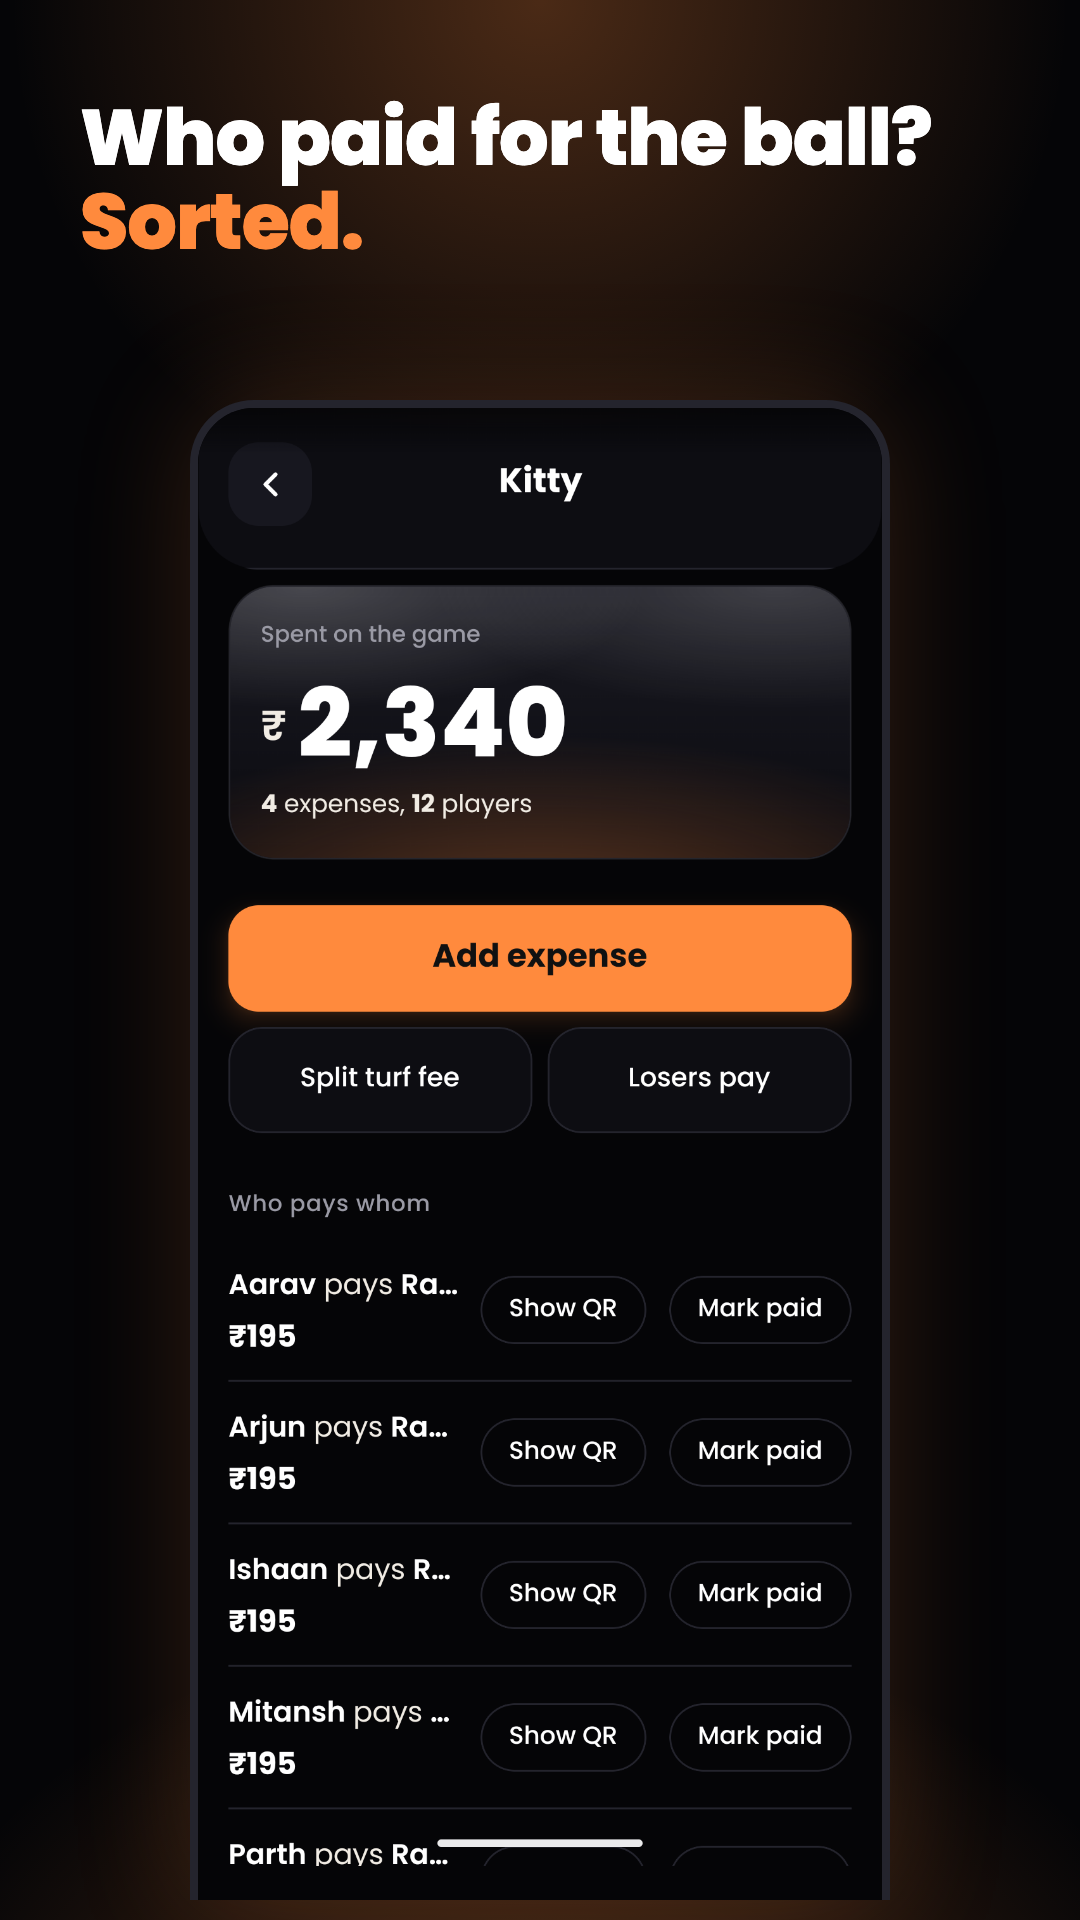 Who paid for the ball?
Sorted.
Kitty
Spent on the game
₹ 2,340
4 expenses, 12 players
Add expense
Split turf fee
Losers pay
Who pays whom
Aarav pays Ra...
₹195
Show QR
Mark paid
Arjun pays Ra...
₹195
Show QR
Mark paid
Ishaan pays R...
₹195
Show QR
Mark paid
Mitansh pays ...
₹195
Show QR
Mark paid
Parth pays Ra...